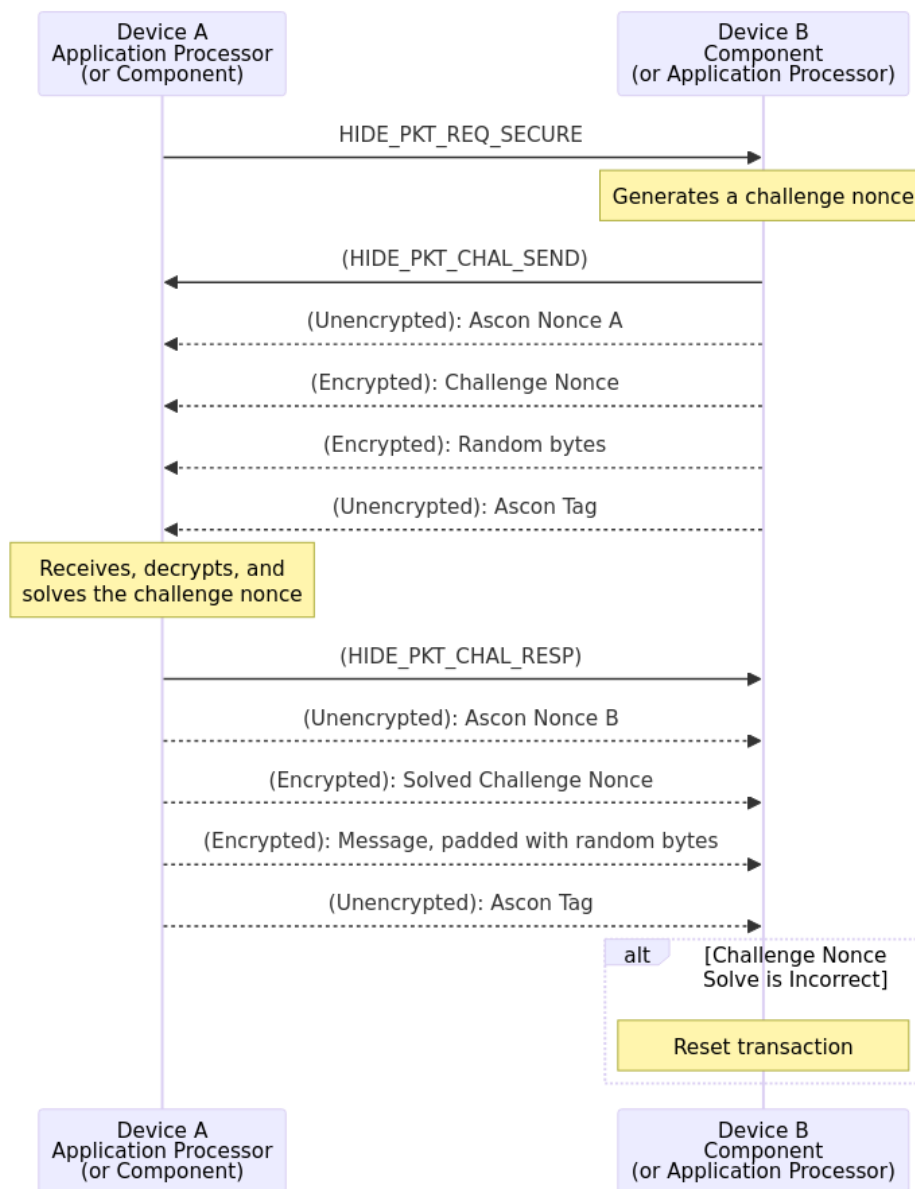 Device A
Application Processor
(or Component)
Device B
Component
(or Application Processor)
HIDE_PKT_REQ_SECURE
Generates a challenge nonce
(HIDE_PKT_CHAL_SEND)
(Unencrypted): Ascon Nonce A
(Encrypted): Challenge Nonce
(Encrypted): Random bytes
(Unencrypted): Ascon Tag
Receives, decrypts, and
solves the challenge nonce
(HIDE_PKT_CHAL_RESP)
(Unencrypted): Ascon Nonce B
(Encrypted): Solved Challenge Nonce
(Encrypted): Message, padded with random bytes
(Unencrypted): Ascon Tag
alt
[Challenge Nonce
Solve is Incorrect]
Reset transaction
Device A
Application Processor
(or Component)
Device B
Component
(or Application Processor)